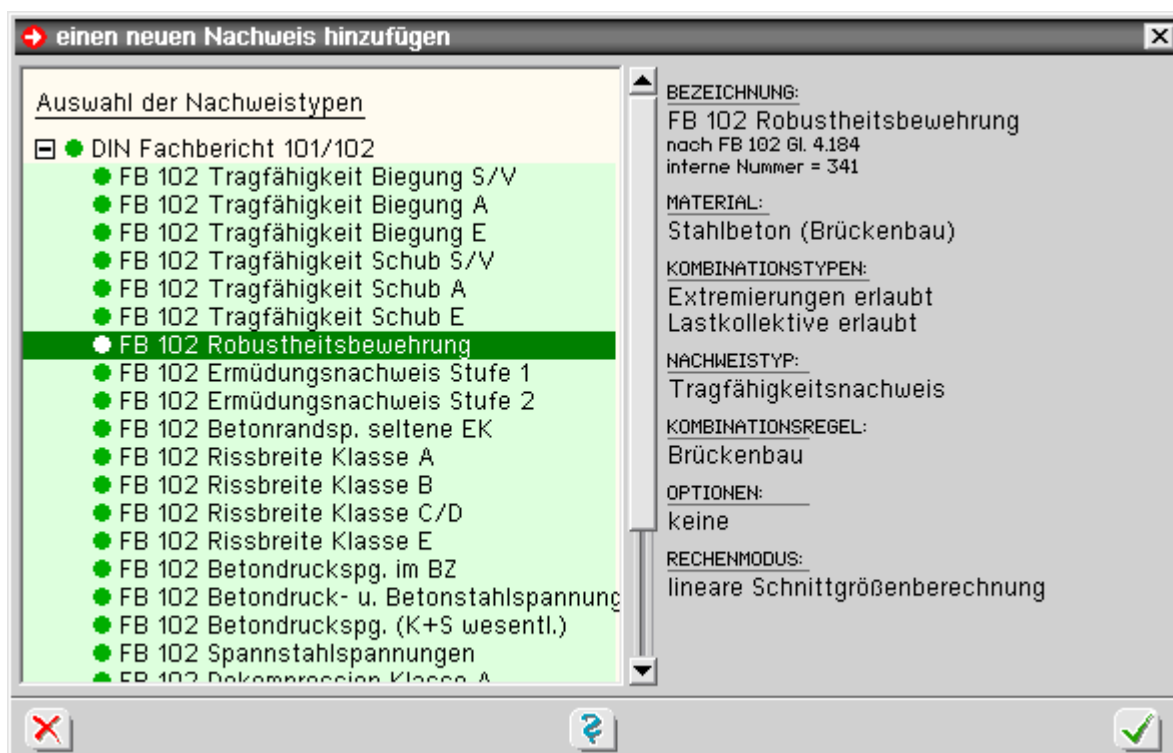 einen neuen Nachweis hinzufügen
Auswahl der Nachweistypen
DIN Fachbericht 101/102
FB 102 Tragfähigkeit Biegung S/V
FB 102 Tragfähigkeit Biegung A
FB 102 Tragfähigkeit Biegung E
FB 102 Tragfähigkeit Schub S/V
FB 102 Tragfähigkeit Schub A
FB 102 Tragfähigkeit Schub E
FB 102 Robustheitsbewehrung
FB 102 Ermüdungsnachweis Stufe 1
FB 102 Ermüdungsnachweis Stufe 2
FB 102 Betonrandsp. seltene EK
FB 102 Rissbreite Klasse A
FB 102 Rissbreite Klasse B
FB 102 Rissbreite Klasse C/D
FB 102 Rissbreite Klasse E
FB 102 Betondruckspg. im BZ
FB 102 Betondruck- u. Betonstahlspannung
FB 102 Betondruckspg. (K+S wesentl.)
FB 102 Spannstahlspannungen
FB 102 Dekompression Klasse A
BEZEICHNUNG:
FB 102 Robustheitsbewehrung
nach FB 102 Gl. 4.184
interne Nummer = 341
MATERIAL:
Stahlbeton (Brückenbau)
KOMBINATIONSTYPEN:
Extremierungen erlaubt
Lastkollektive erlaubt
NACHWEISTYP:
Tragfähigkeitsnachweis
KOMBINATIONSREGEL:
Brückenbau
OPTIONEN:
keine
RECHENMODUS:
lineare Schnittgrößenberechnung